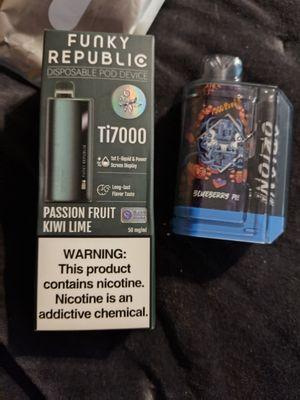 FUNKY
REPUBLIC
DISPOSABLE POD DEVICE
Ti7000
1st E-liquid & Power
Screen Display
Long-last
Flavor Taste
PASSION FRUIT
KIWI LIME
50 mg/ml
WARNING:
This product
contains nicotine.
Nicotine is an
addictive chemical.
ORION
BLUEBERRY